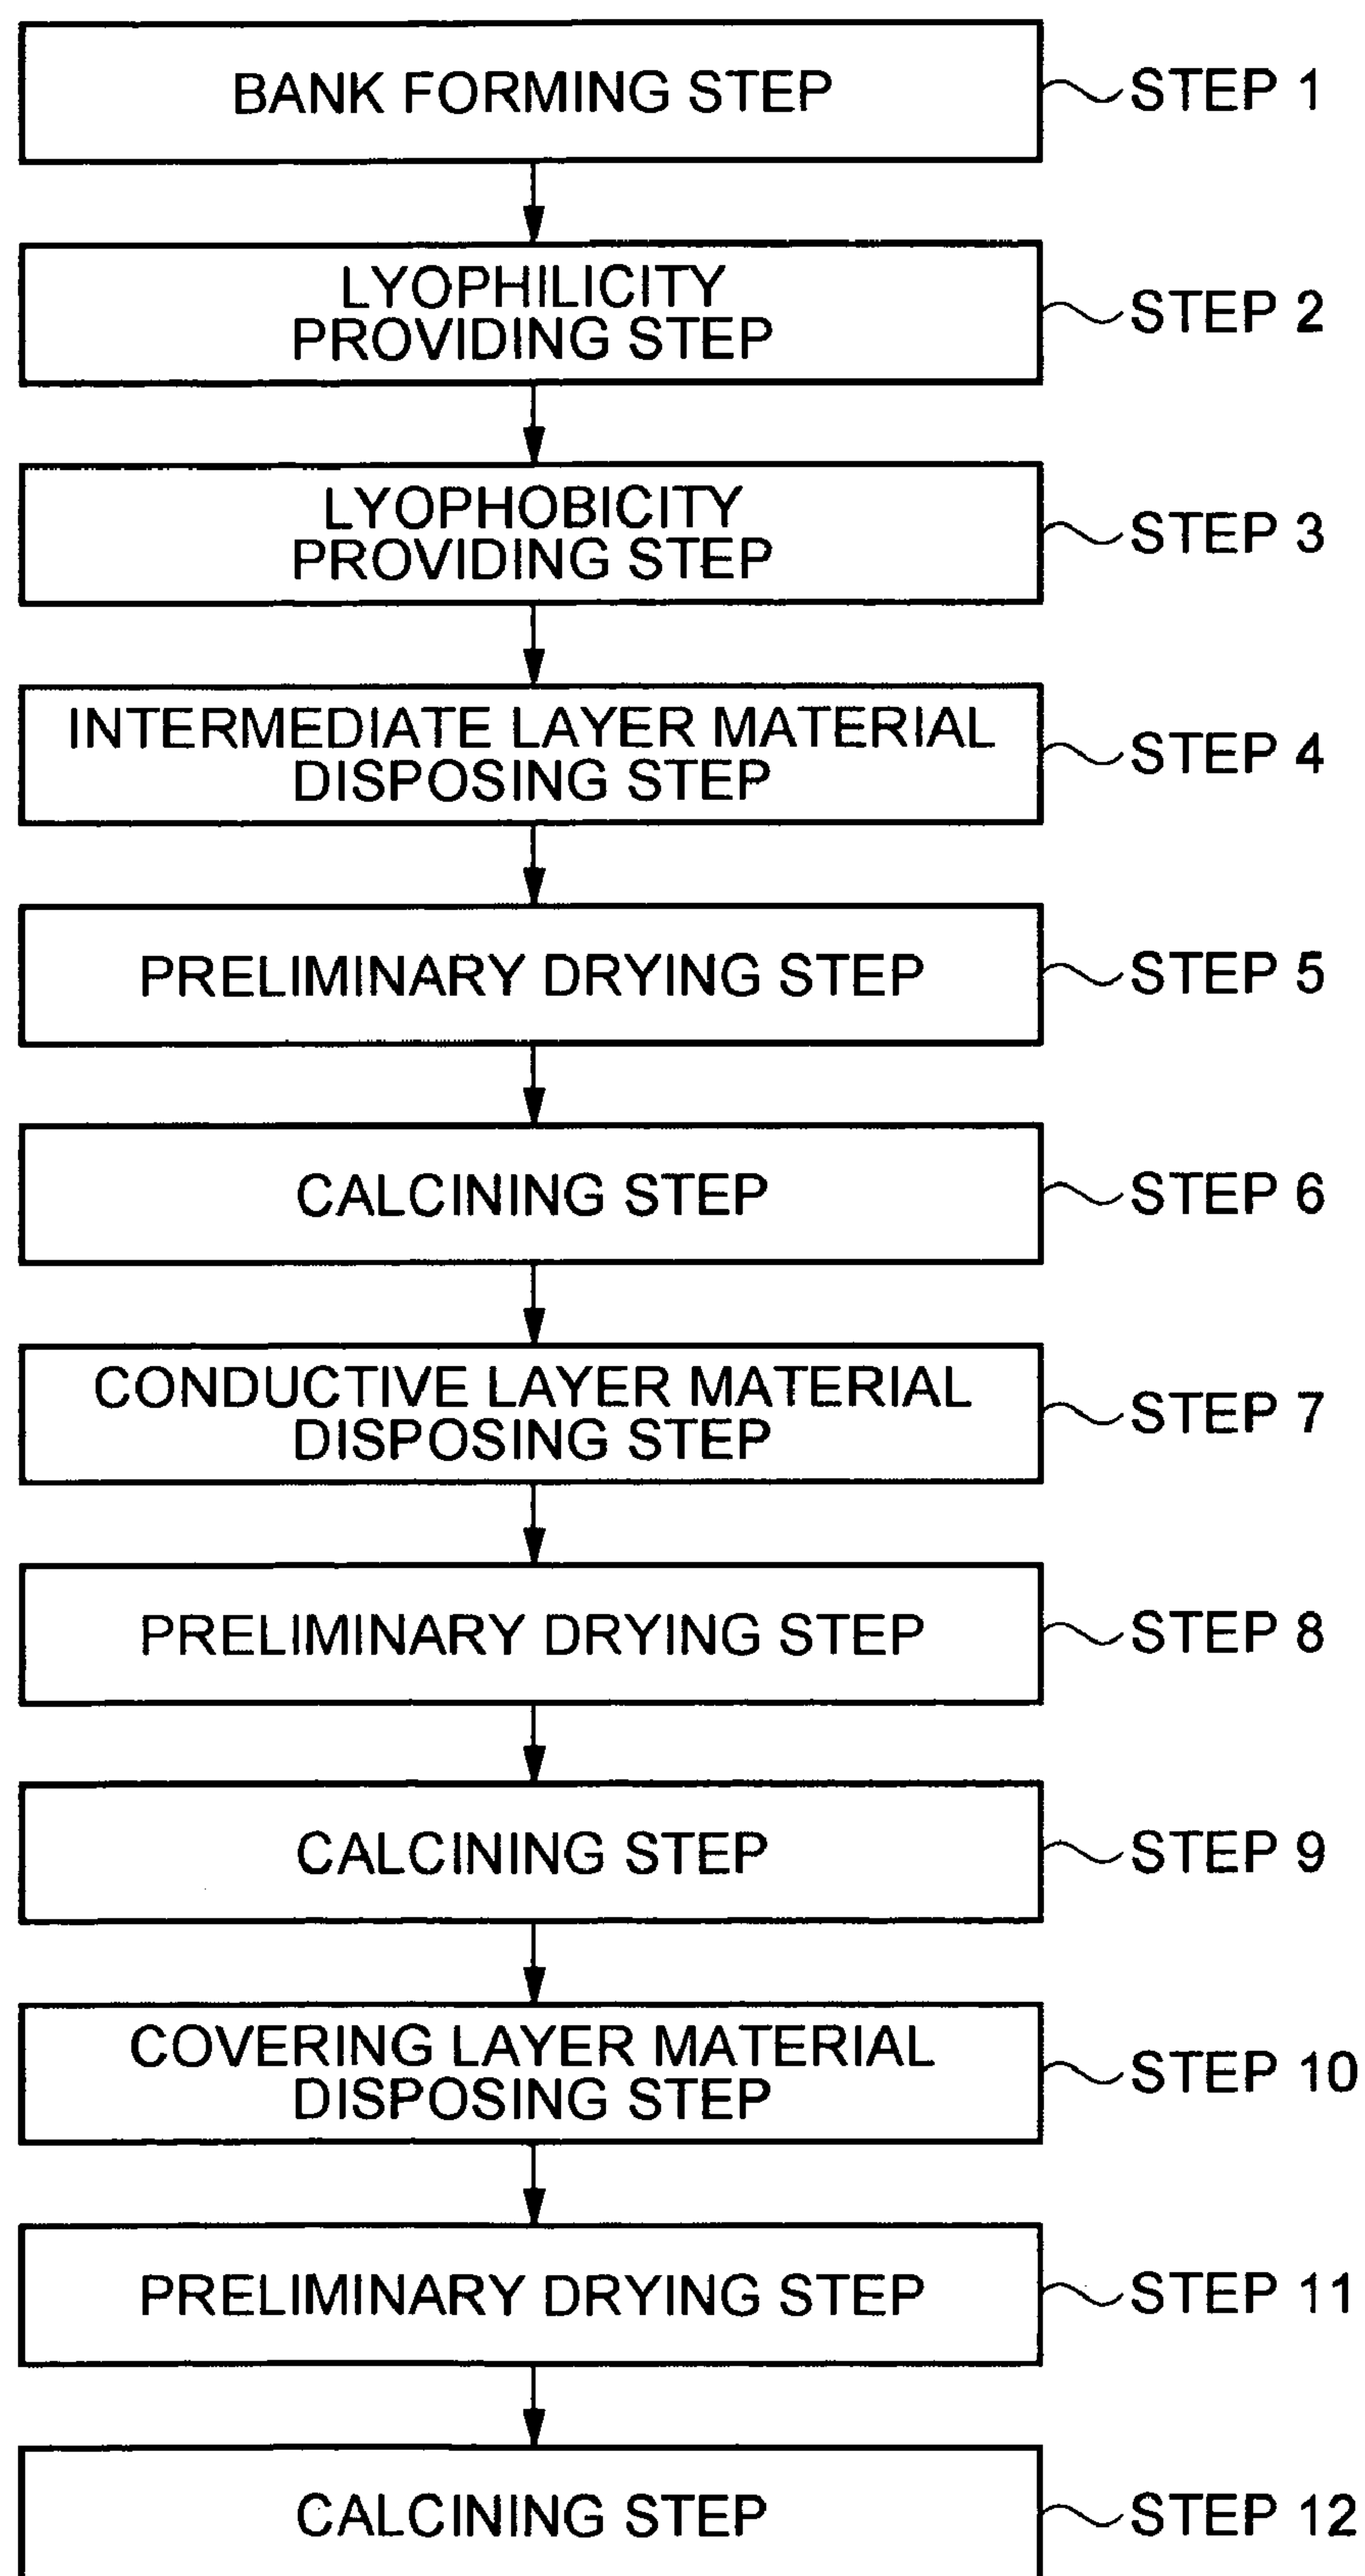 BANK FORMING STEP
STEP 1
LYOPHILICITY
PROVIDING STEP
STEP 2
LYOPHOBICITY
PROVIDING STEP
STEP 3
INTERMEDIATE LAYER MATERIAL
DISPOSING STEP
STEP 4
PRELIMINARY DRYING STEP
STEP 5
CALCINING STEP
STEP 6
CONDUCTIVE LAYER MATERIAL
DISPOSING STEP
STEP 7
PRELIMINARY DRYING STEP
STEP 8
CALCINING STEP
STEP 9
COVERING LAYER MATERIAL
DISPOSING STEP
STEP 10
PRELIMINARY DRYING STEP
STEP 11
CALCINING STEP
STEP 12